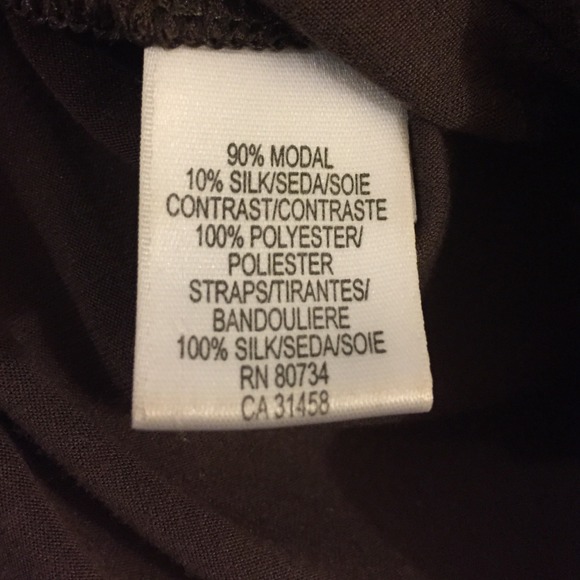 90% MODAL
10% SILK/SEDA/SOIE
CONTRAST/CONTRASTE
100% POLYESTER/
POLIESTER
STRAPS/TIRANTES/
BANDOULIERE
100% SILK/SEDA/SOIE
RN 80734
CA 31458